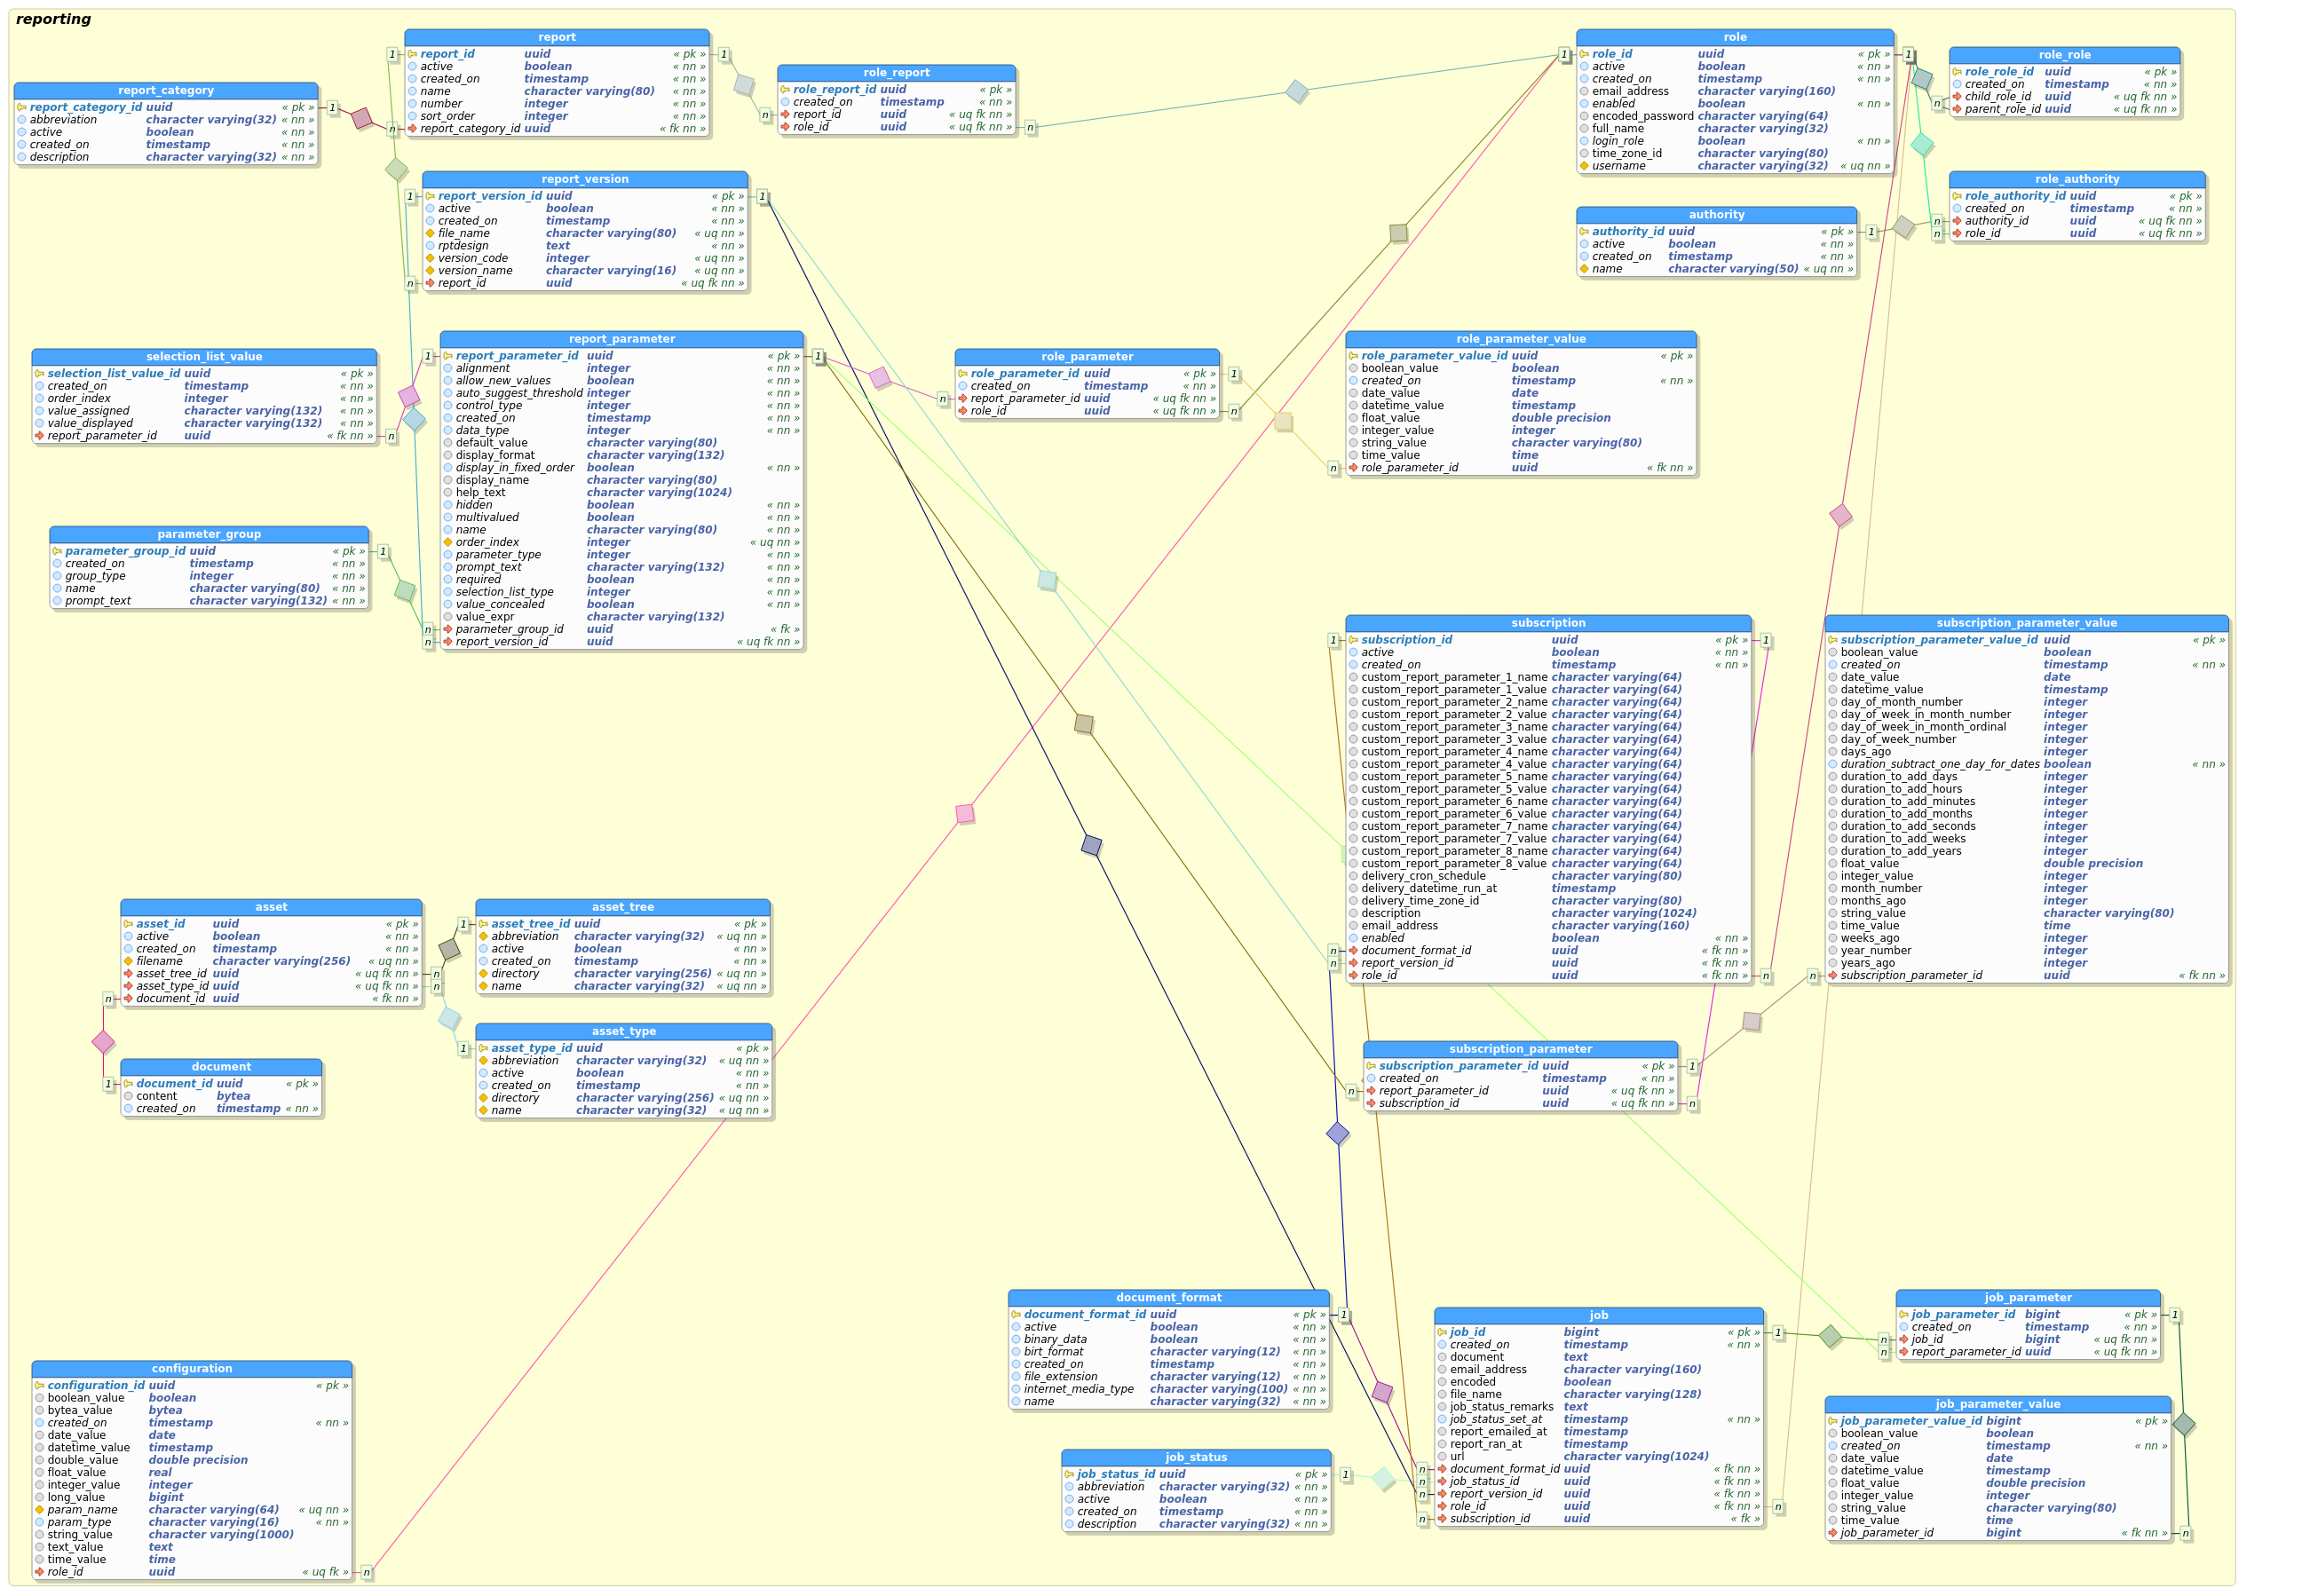 reporting
report
report_id uuid « pk »
active boolean « nn »
created_on timestamp « nn »
name character varying(80) « nn »
number integer « nn »
sort_order integer « nn »
report_category_id uuid « fk nn »
role_report
role_report_id uuid « pk »
created_on timestamp « nn »
report_id uuid « uq fk nn »
role_id uuid « uq fk nn »
role
role_id uuid « pk »
active boolean « nn »
created_on timestamp « nn »
email_address character varying(160)
enabled boolean « nn »
encoded_password character varying(64)
full_name character varying(32)
login_role boolean « nn »
time_zone_id character varying(80)
username character varying(32) « uq nn »
role_role
role_role_id uuid « pk »
created_on timestamp « nn »
child_role_id uuid « uq fk nn »
parent_role_id uuid « uq fk nn »
report_category
report_category_id uuid « pk »
abbreviation character varying(32) « nn »
active boolean « nn »
created_on timestamp « nn »
description character varying(32) « nn »
report_version
report_version_id uuid « pk »
active boolean « nn »
created_on timestamp « nn »
file_name character varying(80) « uq nn »
rptdesign text « nn »
version_code integer « uq nn »
version_name character varying(16) « uq nn »
report_id uuid « uq fk nn »
authority
authority_id uuid « pk »
active boolean « nn »
created_on timestamp « nn »
name character varying(50) « uq nn »
role_authority
role_authority_id uuid « pk »
created_on timestamp « nn »
authority_id uuid « uq fk nn »
role_id uuid « uq fk nn »
selection_list_value
selection_list_value_id uuid « pk »
created_on timestamp « nn »
order_index integer « nn »
value_assigned character varying(132) « nn »
value_displayed character varying(132) « nn »
report_parameter_id uuid « fk nn »
report_parameter
report_parameter_id uuid « pk »
alignment integer « nn »
allow_new_values boolean « nn »
auto_suggest_threshold integer « nn »
control_type integer « nn »
created_on timestamp « nn »
data_type integer « nn »
default_value character varying(80)
display_format character varying(132)
display_in_fixed_order boolean « nn »
display_name character varying(80)
help_text character varying(1024)
hidden boolean « nn »
multivalued boolean « nn »
name character varying(80) « nn »
order_index integer « uq nn »
parameter_type integer « nn »
prompt_text character varying(132) « nn »
required boolean « nn »
selection_list_type integer « nn »
value_concealed boolean « nn »
value_expr character varying(132)
parameter_group_id uuid « fk »
report_version_id uuid « uq fk nn »
role_parameter
role_parameter_id uuid « pk »
created_on timestamp « nn »
report_parameter_id uuid « uq fk nn »
role_id uuid « uq fk nn »
role_parameter_value
role_parameter_value_id uuid « pk »
boolean_value boolean
created_on timestamp « nn »
date_value date
datetime_value timestamp
float_value double precision
integer_value integer
string_value character varying(80)
time_value time
role_parameter_id uuid « fk nn »
parameter_group
parameter_group_id uuid « pk »
created_on timestamp « nn »
group_type integer « nn »
name character varying(80) « nn »
prompt_text character varying(132) « nn »
subscription
subscription_id uuid « pk »
active boolean « nn »
created_on timestamp « nn »
custom_report_parameter_1_name character varying(64)
custom_report_parameter_1_value character varying(64)
custom_report_parameter_2_name character varying(64)
custom_report_parameter_2_value character varying(64)
custom_report_parameter_3_name character varying(64)
custom_report_parameter_3_value character varying(64)
custom_report_parameter_4_name character varying(64)
custom_report_parameter_4_value character varying(64)
custom_report_parameter_5_name character varying(64)
custom_report_parameter_5_value character varying(64)
custom_report_parameter_6_name character varying(64)
custom_report_parameter_6_value character varying(64)
custom_report_parameter_7_name character varying(64)
custom_report_parameter_7_value character varying(64)
custom_report_parameter_8_name character varying(64)
custom_report_parameter_8_value character varying(64)
delivery_cron_schedule character varying(80)
delivery_datetime_run_at timestamp
delivery_time_zone_id character varying(80)
description character varying(1024)
email_address character varying(160)
enabled boolean « nn »
document_format_id uuid « fk nn »
report_version_id uuid « fk nn »
role_id uuid « fk nn »
subscription_parameter_value
subscription_parameter_value_id uuid « pk »
boolean_value boolean
created_on timestamp « nn »
date_value date
datetime_value timestamp
day_of_month_number integer
day_of_week_in_month_number integer
day_of_week_in_month_ordinal integer
day_of_week_number integer
days_ago integer
duration_subtract_one_day_for_dates boolean « nn »
duration_to_add_days integer
duration_to_add_hours integer
duration_to_add_minutes integer
duration_to_add_months integer
duration_to_add_seconds integer
duration_to_add_weeks integer
duration_to_add_years integer
float_value double precision
integer_value integer
month_number integer
months_ago integer
string_value character varying(80)
time_value time
weeks_ago integer
year_number integer
years_ago integer
subscription_parameter_id uuid « fk nn »
asset
asset_id uuid « pk »
active boolean « nn »
created_on timestamp « nn »
filename character varying(256) « uq nn »
asset_tree_id uuid « uq fk nn »
asset_type_id uuid « uq fk nn »
document_id uuid « fk nn »
asset_tree
asset_tree_id uuid « pk »
abbreviation character varying(32) « uq nn »
active boolean « nn »
created_on timestamp « nn »
directory character varying(256) « uq nn »
name character varying(32) « uq nn »
asset_type
asset_type_id uuid « pk »
abbreviation character varying(32) « uq nn »
active boolean « nn »
created_on timestamp « nn »
directory character varying(256) « uq nn »
name character varying(32) « uq nn »
document
document_id uuid « pk »
content bytea
created_on timestamp « nn »
subscription_parameter
subscription_parameter_id uuid « pk »
created_on timestamp « nn »
report_parameter_id uuid « uq fk nn »
subscription_id uuid « uq fk nn »
document_format
document_format_id uuid « pk »
active boolean « nn »
binary_data boolean « nn »
birt_format character varying(12) « nn »
created_on timestamp « nn »
file_extension character varying(12) « nn »
internet_media_type character varying(100) « nn »
name character varying(32) « nn »
job
job_id bigint « pk »
created_on timestamp « nn »
document text
email_address character varying(160)
encoded boolean
file_name character varying(128)
job_status_remarks text
job_status_set_at timestamp « nn »
report_emailed_at timestamp
report_ran_at timestamp
url character varying(1024)
document_format_id uuid « fk nn »
job_status_id uuid « fk nn »
report_version_id uuid « fk nn »
role_id uuid « fk nn »
subscription_id uuid « fk »
job_parameter
job_parameter_id bigint « pk »
created_on timestamp « nn »
job_id bigint « uq fk nn »
report_parameter_id uuid « uq fk nn »
configuration
configuration_id uuid « pk »
boolean_value boolean
bytea_value bytea
created_on timestamp « nn »
date_value date
datetime_value timestamp
double_value double precision
float_value real
integer_value integer
long_value bigint
param_name character varying(64) « uq nn »
param_type character varying(16) « nn »
string_value character varying(1000)
text_value text
time_value time
role_id uuid « uq fk »
job_status
job_status_id uuid « pk »
abbreviation character varying(32) « nn »
active boolean « nn »
created_on timestamp « nn »
description character varying(32) « nn »
job_parameter_value
job_parameter_value_id bigint « pk »
boolean_value boolean
created_on timestamp « nn »
date_value date
datetime_value timestamp
float_value double precision
integer_value integer
string_value character varying(80)
time_value time
job_parameter_id bigint « fk nn »